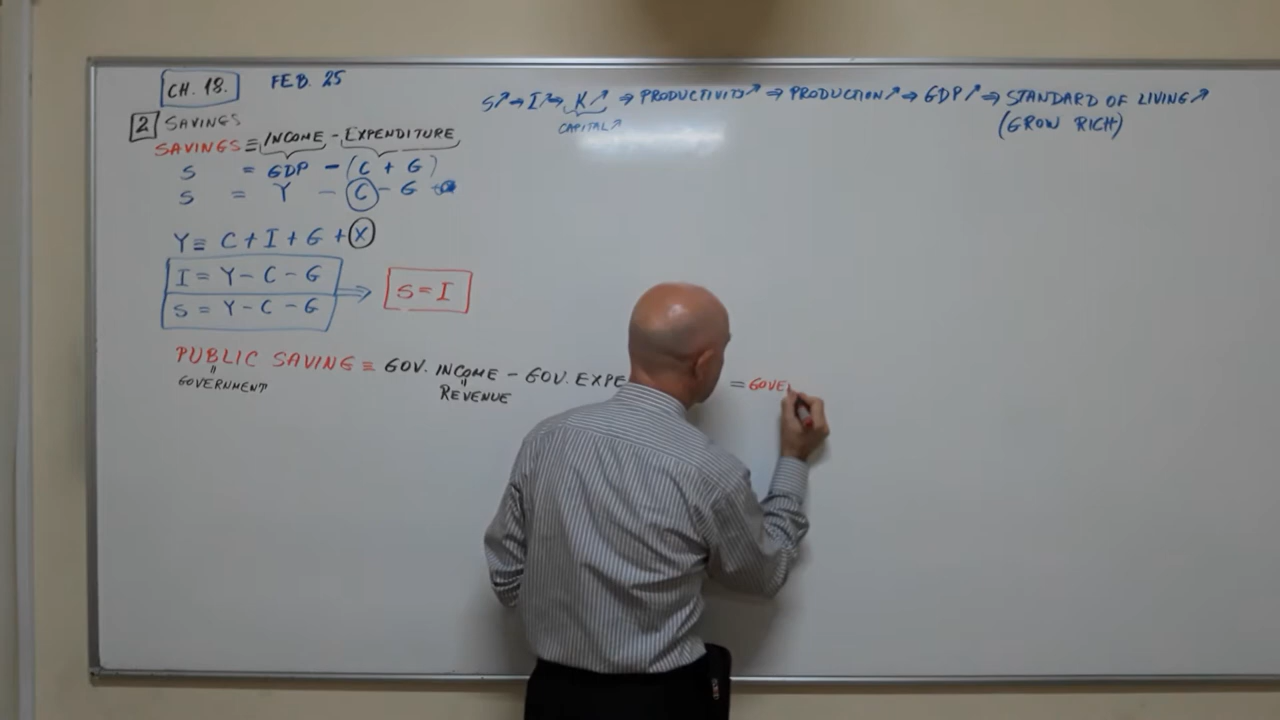 CH. 18. FEB. 25
S↗ ⇒ I↗ ⇒ K↗ ⇒ PRODUCTIVITY↗ ⇒ PRODUCTION↗ ⇒ GDP↗ ⇒ STANDARD OF LIVING↗
CAPITAL↗
(GROW RICH)
2 SAVINGS
SAVINGS ≡ INCOME - EXPENDITURE
S = GDP - (C + G)
S = Y - C - G
Y ≡ C + I + G + X
I = Y - C - G
S = Y - C - G
⇒ S = I
PUBLIC SAVING ≡ GOV. INCOME - GOV. EXPE = GOVE
"
GOVERNMENT
"
REVENUE